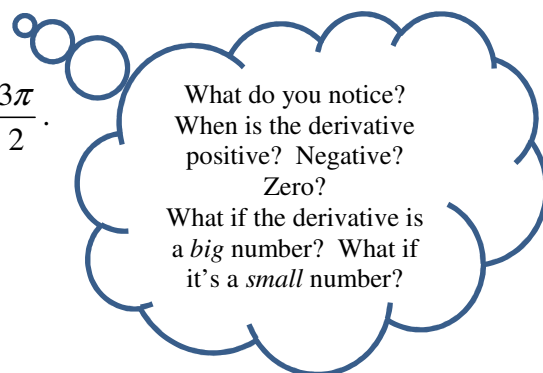 3π/2.
What do you notice?
When is the derivative
positive? Negative?
Zero?
What if the derivative is
a big number? What if
it's a small number?